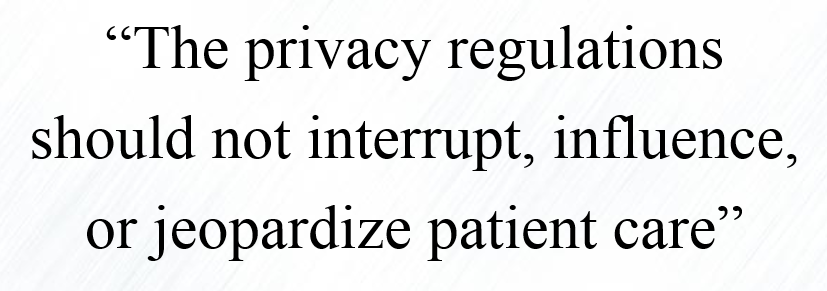 “The privacy regulations
should not interrupt, influence,
or jeopardize patient care”